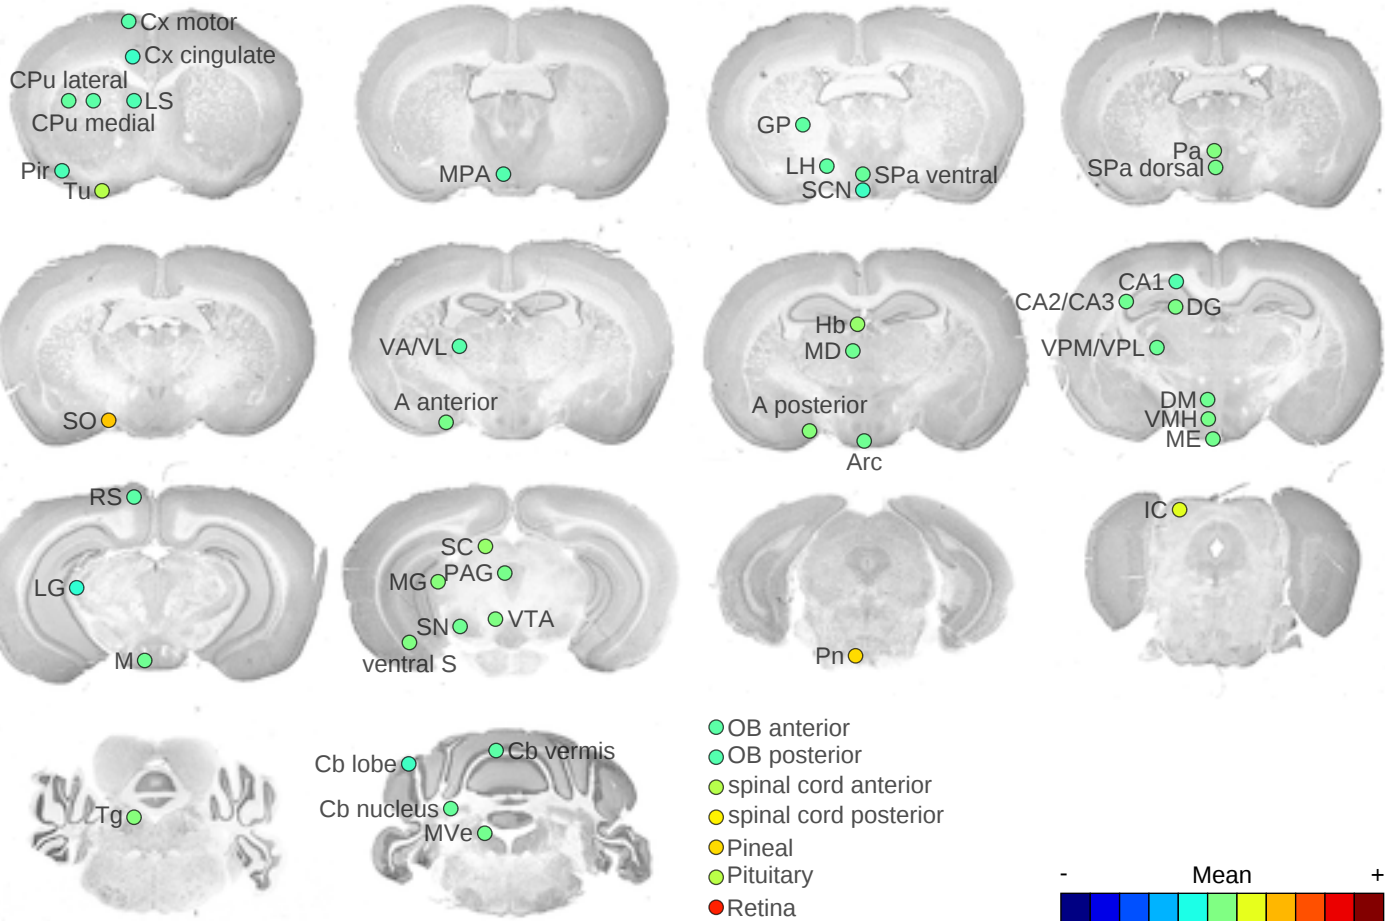 Cx motor
Cx cingulate
CPu lateral
LS
CPu medial
Pir
Tu
MPA
GP
LH
SPa ventral
SCN
Pa
SPa dorsal
SO
VA/VL
A anterior
Hb
MD
A posterior
Arc
CA1
CA2/CA3
DG
VPM/VPL
DM
VMH
ME
RS
LG
M
SC
MG
PAG
SN
VTA
ventral S
Pn
IC
Tg
Cb lobe
Cb vermis
Cb nucleus
MVe
OB anterior
OB posterior
spinal cord anterior
spinal cord posterior
Pineal
Pituitary
Retina
- Mean +